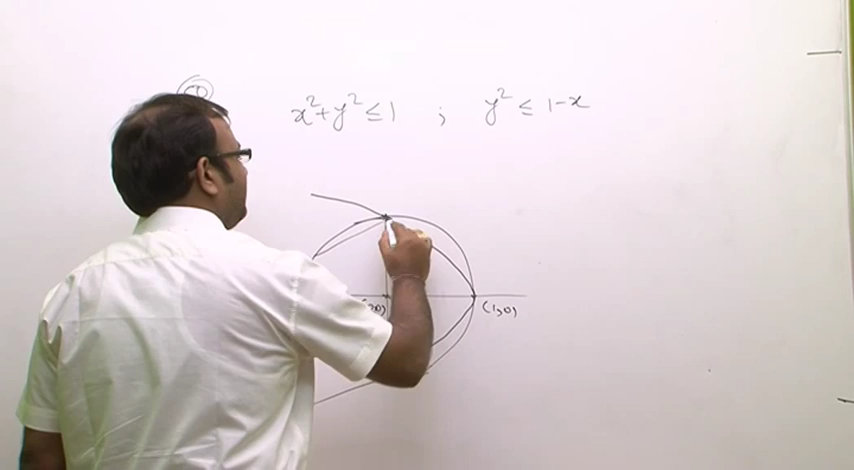 x² + y² ≤ 1 ; y² ≤ 1 - x
(1,0)